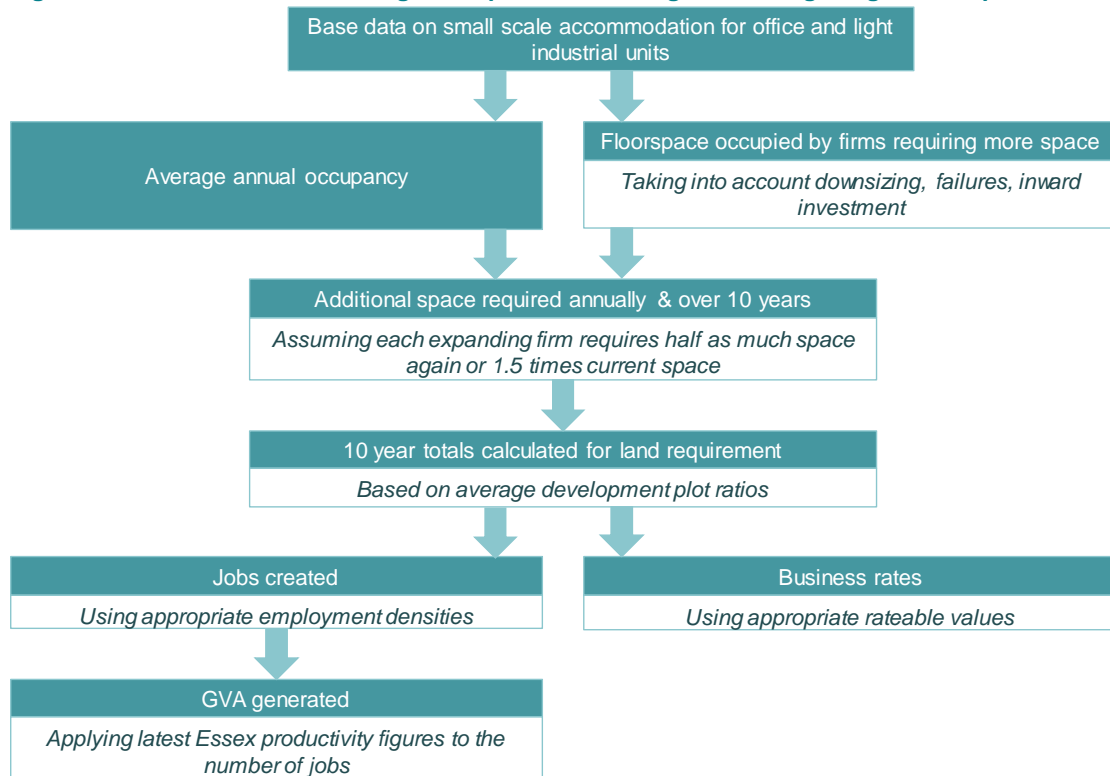 Base data on small scale accommodation for office and light
industrial units
Average annual occupancy
Floorspace occupied by firms requiring more space
Taking into account downsizing, failures, inward
investment
Additional space required annually & over 10 years
Assuming each expanding firm requires half as much space
again or 1.5 times current space
10 year totals calculated for land requirement
Based on average development plot ratios
Jobs created
Using appropriate employment densities
Business rates
Using appropriate rateable values
GVA generated
Applying latest Essex productivity figures to the
number of jobs